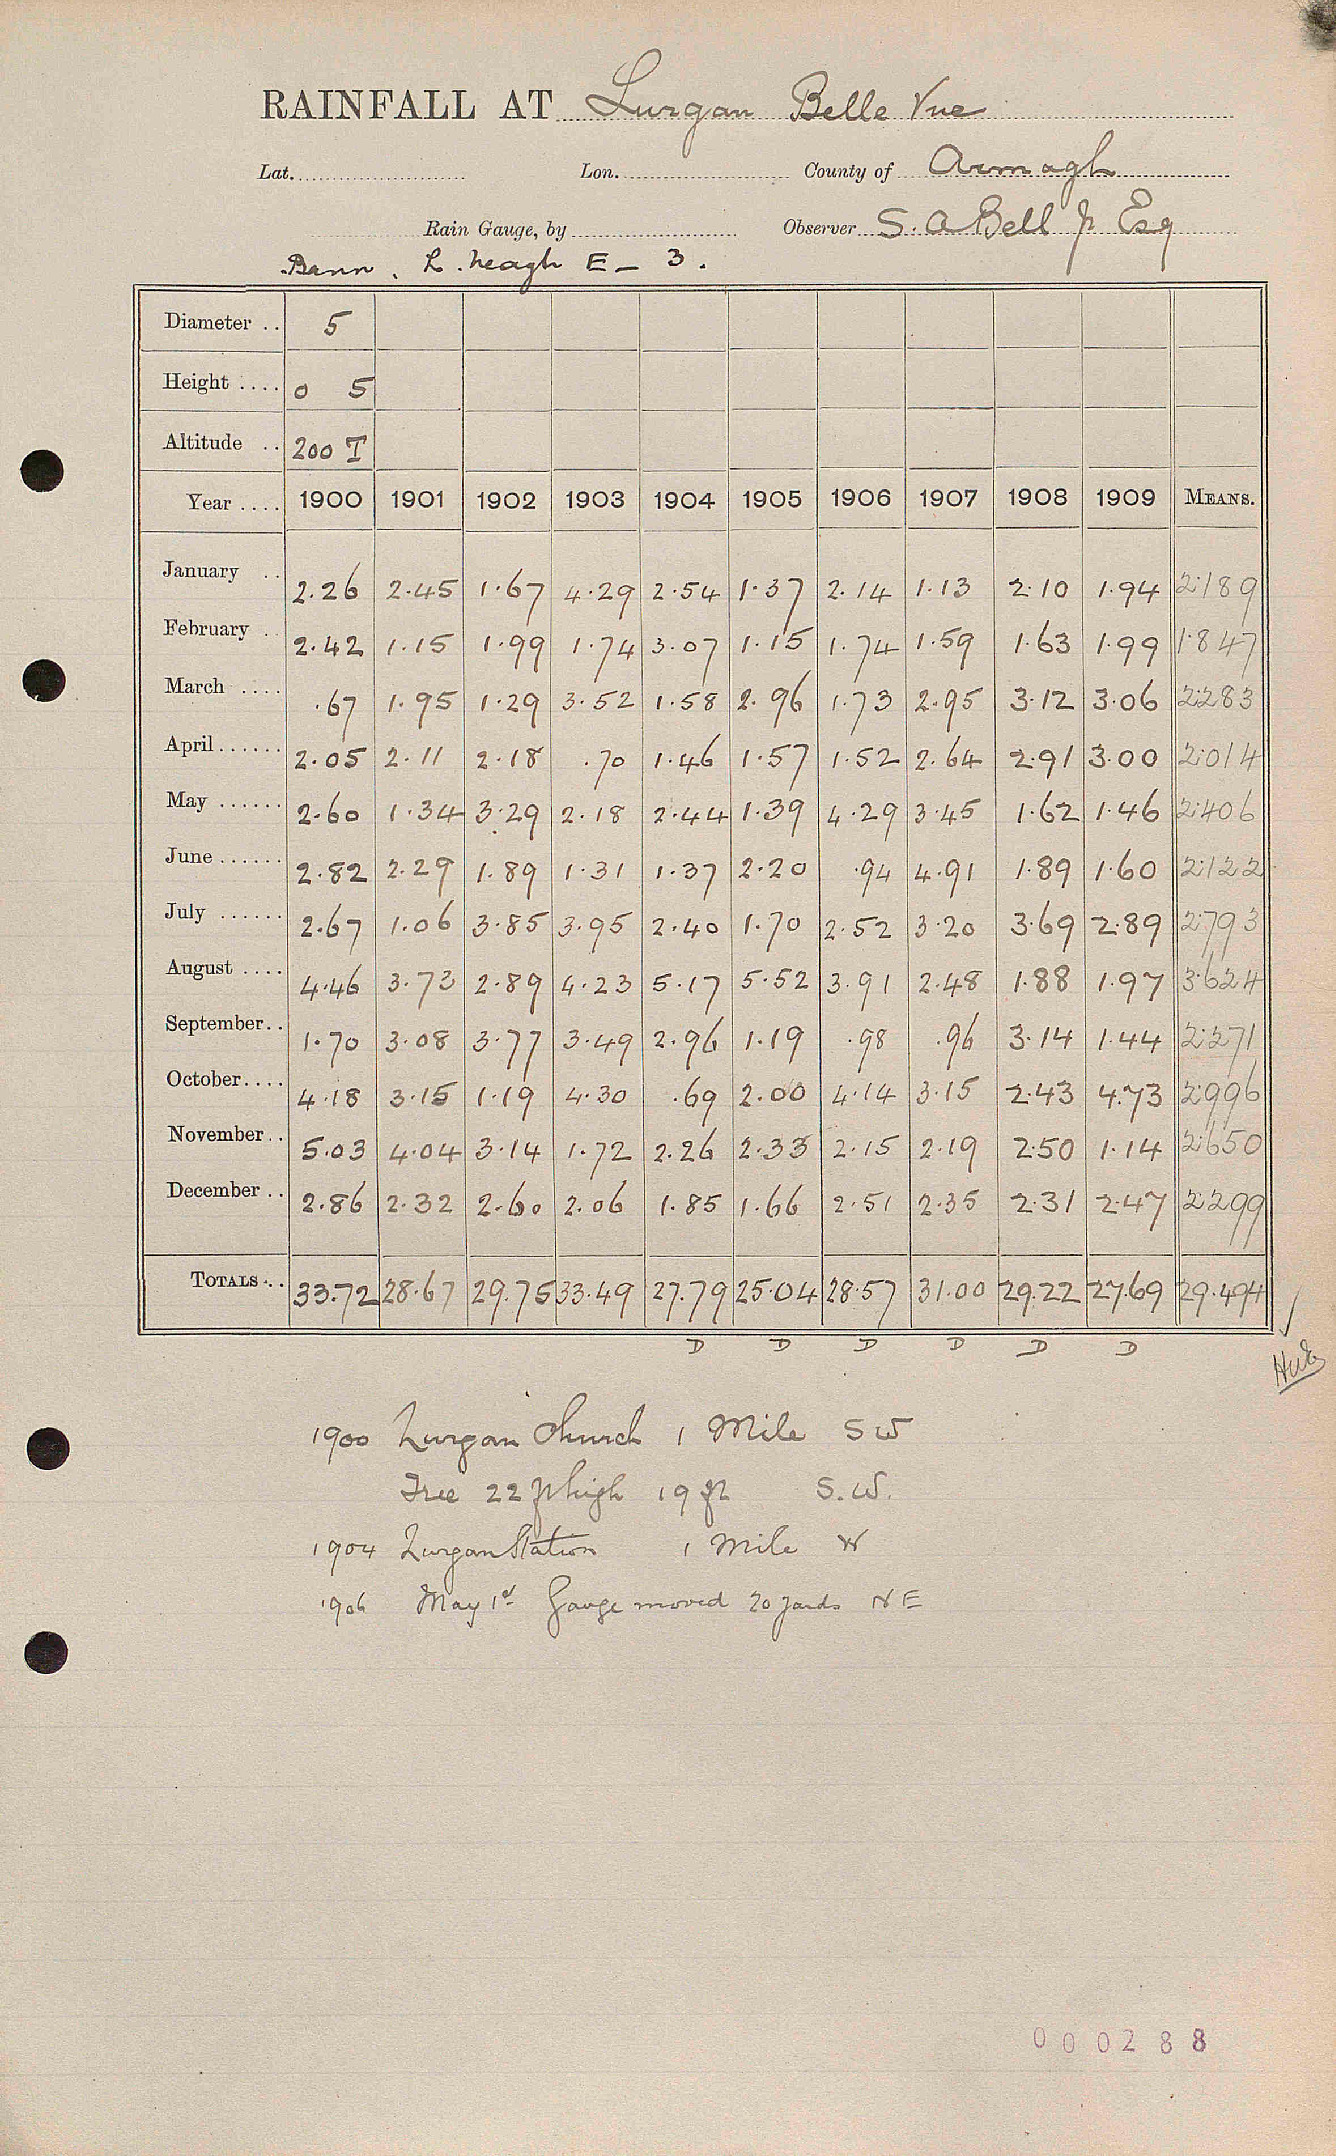 RAINFALL AT Lurgan Belle Vue
Lat. Lon. County of Armagh
Rain Gauge, by Observer S. A Bell Jr Esq
Bann. L. Neagh E – 3.
Diameter .. 5
Height .... 0 5
Altitude .. 200 T
Year .... 1900 1901 1902 1903 1904 1905 1906 1907 1908 1909 MEANS.
January .. 2.26 2.45 1.67 4.29 2.54 1.37 2.14 1.13 2.10 1.94 2.189
February .. 2.42 1.15 1.99 1.74 3.07 1.15 1.74 1.59 1.63 1.99 1.847
March .... .67 1.95 1.29 3.52 1.58 2.96 1.73 2.95 3.12 3.06 2.283
April ...... 2.05 2.11 2.18 .70 1.46 1.57 1.52 2.64 2.91 3.00 2.014
May ...... 2.60 1.34 3.29 2.18 2.44 1.39 4.29 3.45 1.62 1.46 2.406
June ...... 2.82 2.29 1.89 1.31 1.37 2.20 .94 4.91 1.89 1.60 2.122
July ...... 2.67 1.06 3.85 3.95 2.40 1.70 2.52 3.20 3.69 2.89 2.793
August .... 4.46 3.73 2.89 4.23 5.17 5.52 3.91 2.48 1.88 1.97 3.624
September .. 1.70 3.08 3.77 3.49 2.96 1.19 .98 .96 3.14 1.44 2.271
October .... 4.18 3.15 1.19 4.30 .69 2.00 4.14 3.15 2.43 4.73 2.996
November .. 5.03 4.04 3.14 1.72 2.26 2.33 2.15 2.19 2.50 1.14 2.650
December .. 2.86 2.32 2.60 2.06 1.85 1.66 2.51 2.35 2.31 2.47 2.299
TOTALS .. 33.72 28.67 29.75 33.49 27.79 25.04 28.57 31.00 29.22 27.69 29.494
D D D D D D
1900 Lurgan Church 1 Mile SW
Tree 22 ft high 19 ft S.W.
1904 Lurgan Station 1 Mile W
1906 May 1st Gauge moved 20 yards NE
000288